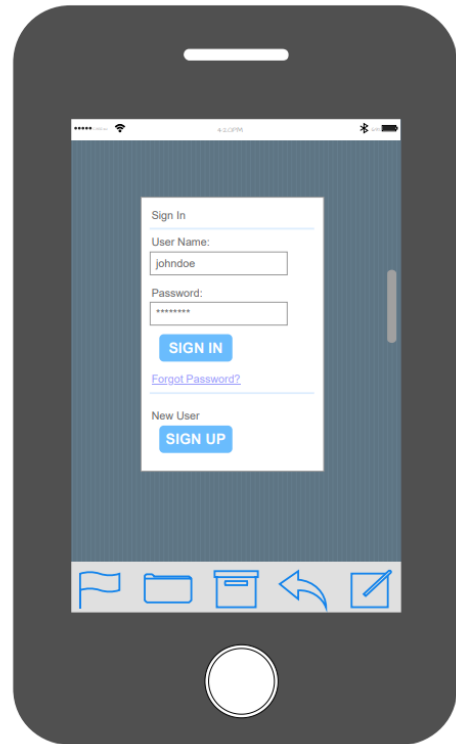 Sign In
User Name:
johndoe
Password:
********
SIGN IN
Forgot Password?
New User
SIGN UP